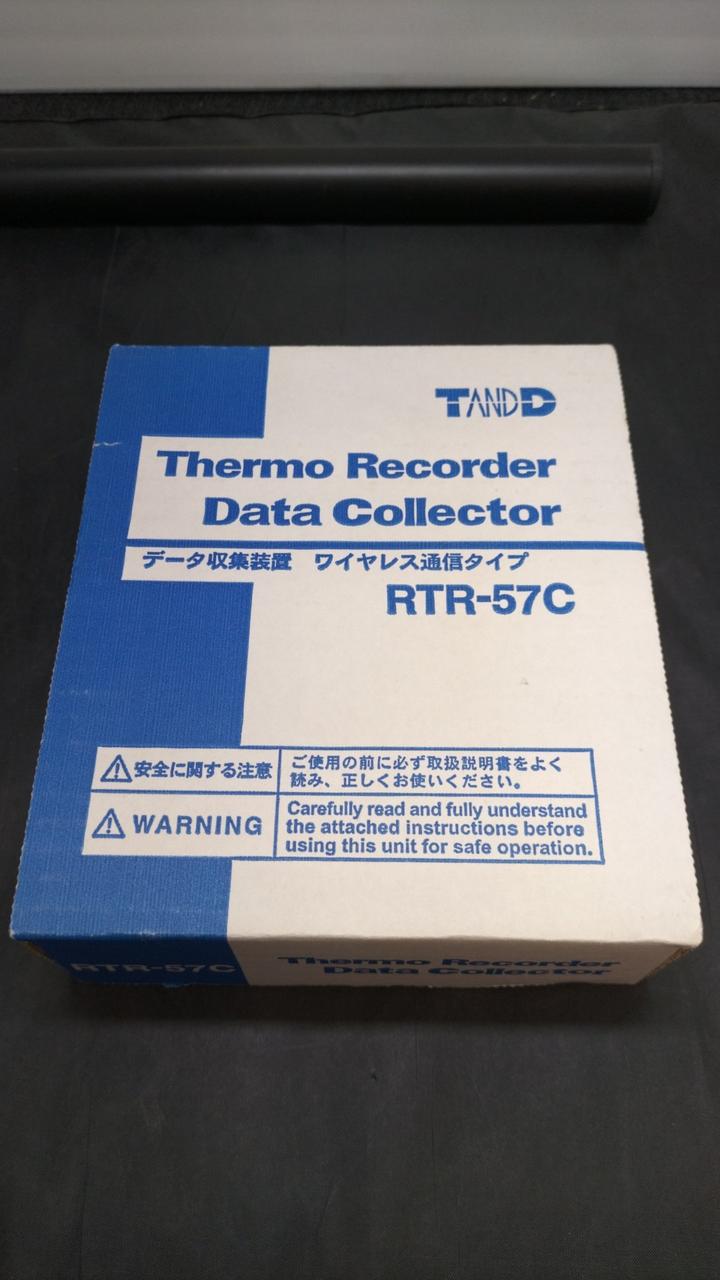 TANDD
Thermo Recorder
Data Collector
データ収集装置 ワイヤレス通信タイプ
RTR-57C
安全に関する注意
ご使用の前に必ず取扱説明書をよく
読み、正しくお使いください。
WARNING
Carefully read and fully understand
the attached instructions before
using this unit for safe operation.
RTR-57C
Thermo Recorder
Data Collector